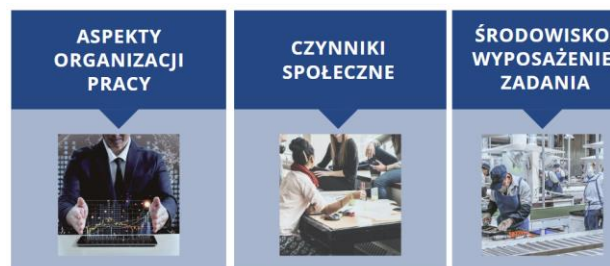 ASPEKTY
ORGANIZACJI
PRACY
CZYNNIKI
SPOŁECZNE
ŚRODOWISKO
WYPOSAŻENIE
ZADANIA